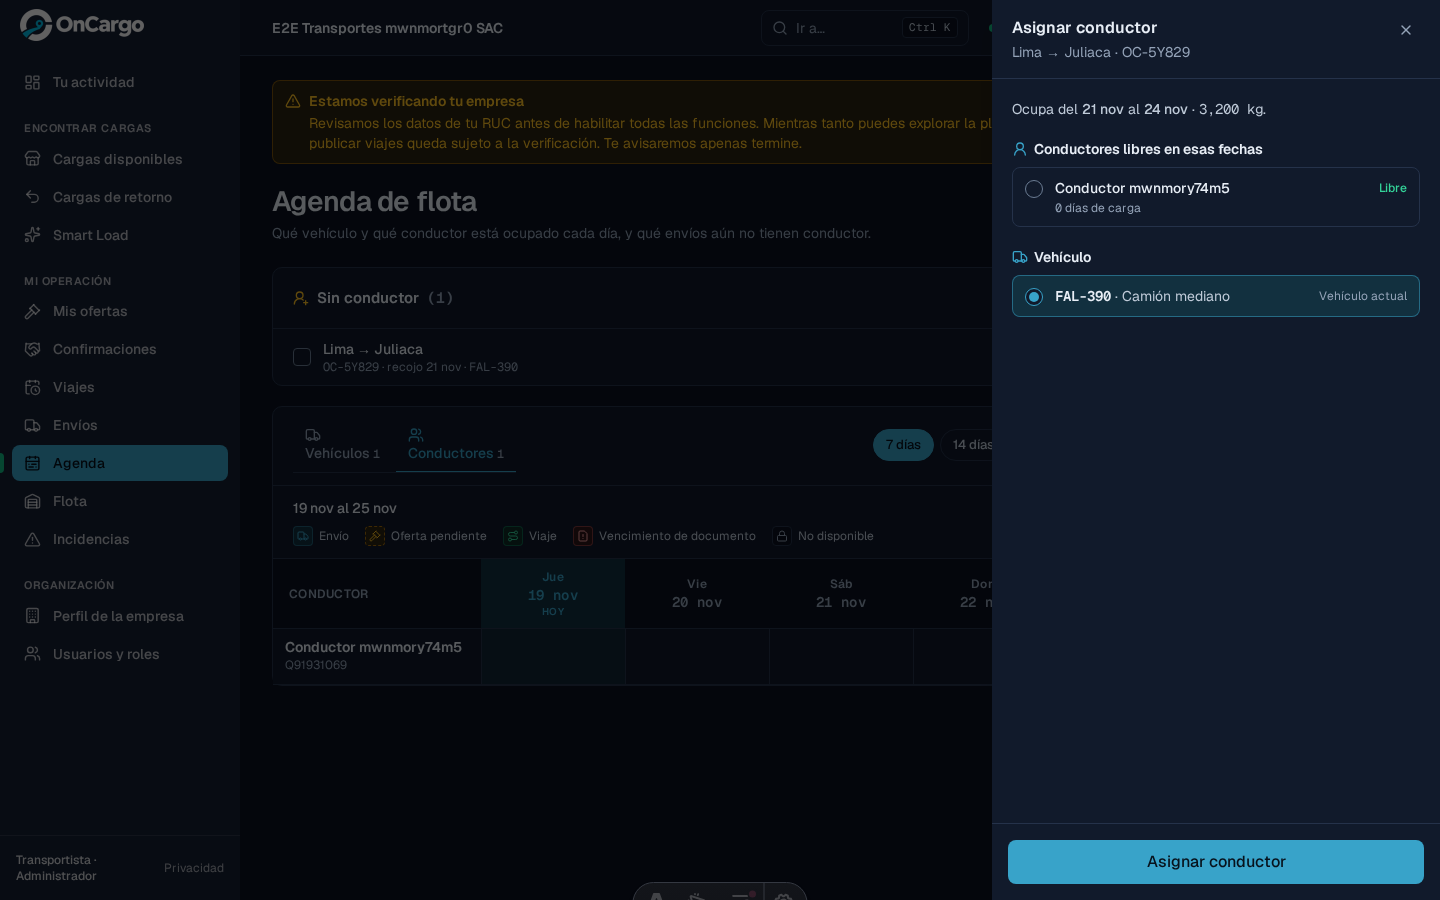 OnCargo
Tu actividad
ENCONTRAR CARGAS
Cargas disponibles
Cargas de retorno
Smart Load
MI OPERACIÓN
Mis ofertas
Confirmaciones
Viajes
Envíos
Agenda
Flota
Incidencias
ORGANIZACIÓN
Perfil de la empresa
Usuarios y roles
Transportista ·
Administrador
Privacidad
E2E Transportes mwnmortgr0 SAC
Ir a...
Ctrl K
Estamos verificando tu empresa
Revisamos los datos de tu RUC antes de habilitar todas las funciones. Mientras tanto puedes explorar la
publicar viajes queda sujeto a la verificación. Te avisaremos apenas termine.
Agenda de flota
Qué vehículo y qué conductor está ocupado cada día, y qué envíos aún no tienen conductor.
Sin conductor (1)
Lima → Juliaca
OC-5Y829 · recojo 21 nov · FAL-390
Vehículos 1
Conductores 1
7 días
14 días
19 nov al 25 nov
Envío
Oferta pendiente
Viaje
Vencimiento de documento
No disponible
CONDUCTOR
Jue
19 nov
HOY
Vie
20 nov
Sáb
21 nov
Dom
22 n
Conductor mwnmory74m5
Q91931069
Asignar conductor
Lima → Juliaca · OC-5Y829
Ocupa del 21 nov al 24 nov · 3,200 kg.
Conductores libres en esas fechas
Conductor mwnmory74m5
Libre
0 días de carga
Vehículo
FAL-390 · Camión mediano
Vehículo actual
Asignar conductor